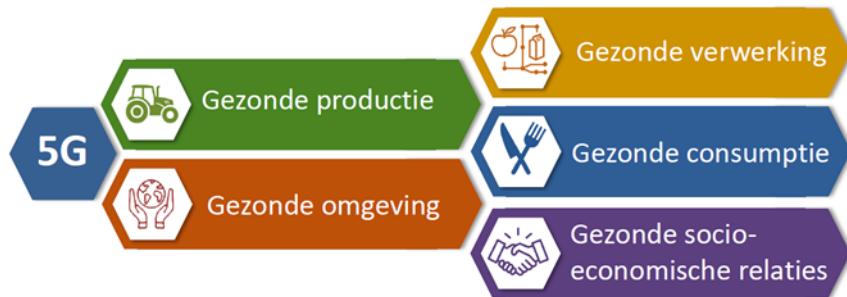 5G
Gezonde productie
Gezonde omgeving
Gezonde verwerking
Gezonde consumptie
Gezonde socio-
economische relaties